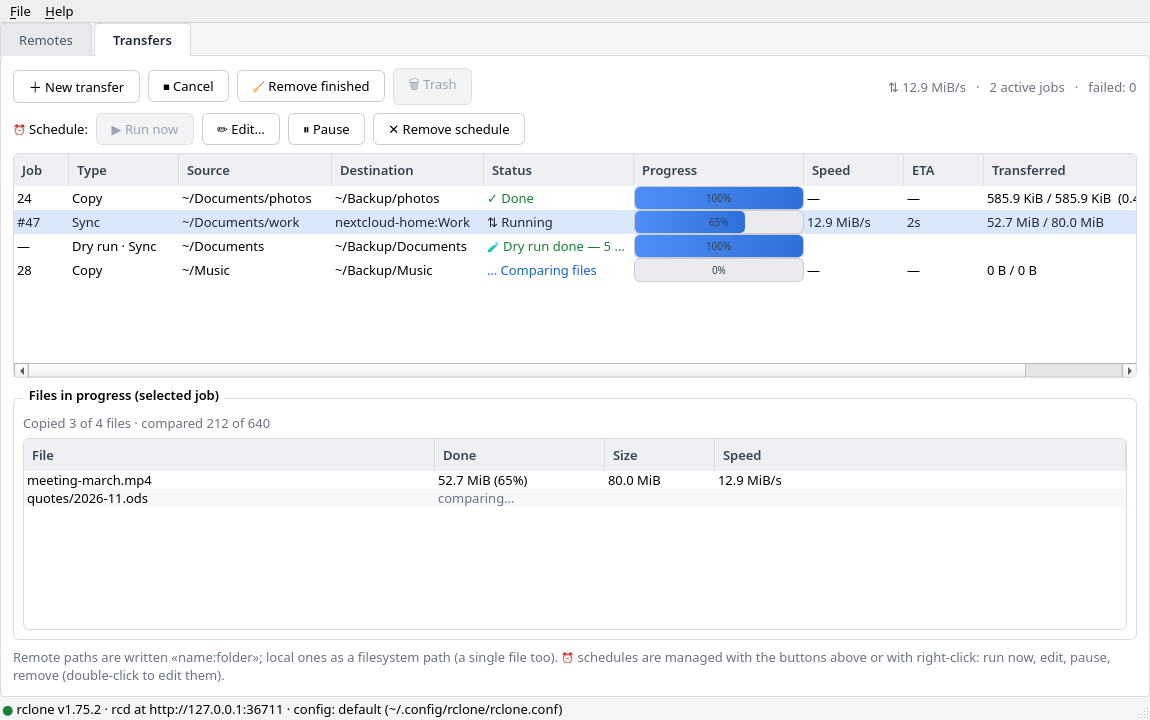 File Help
Remotes Transfers
+ New transfer Cancel Remove finished Trash 12.9 MiB/s · 2 active jobs · failed: 0
Schedule: Run now Edit... Pause Remove schedule
Job Type Source Destination Status Progress Speed ETA Transferred
24 Copy ~/Documents/photos ~/Backup/photos ✓ Done 100% — — 585.9 KiB / 585.9 KiB (0.4
#47 Sync ~/Documents/work nextcloud-home:Work ⇅ Running 65% 12.9 MiB/s 2s 52.7 MiB / 80.0 MiB
— Dry run · Sync ~/Documents ~/Backup/Documents Dry run done — 5 ... 100%
28 Copy ~/Music ~/Backup/Music ... Comparing files 0% — — 0 B / 0 B
Files in progress (selected job)
Copied 3 of 4 files · compared 212 of 640
File Done Size Speed
meeting-march.mp4 52.7 MiB (65%) 80.0 MiB 12.9 MiB/s
quotes/2026-11.ods comparing...
Remote paths are written «name:folder»; local ones as a filesystem path (a single file too). ⏰ schedules are managed with the buttons above or with right-click: run now, edit, pause,
remove (double-click to edit them).
rclone v1.75.2 · rcd at http://127.0.0.1:36711 · config: default (~/.config/rclone/rclone.conf)